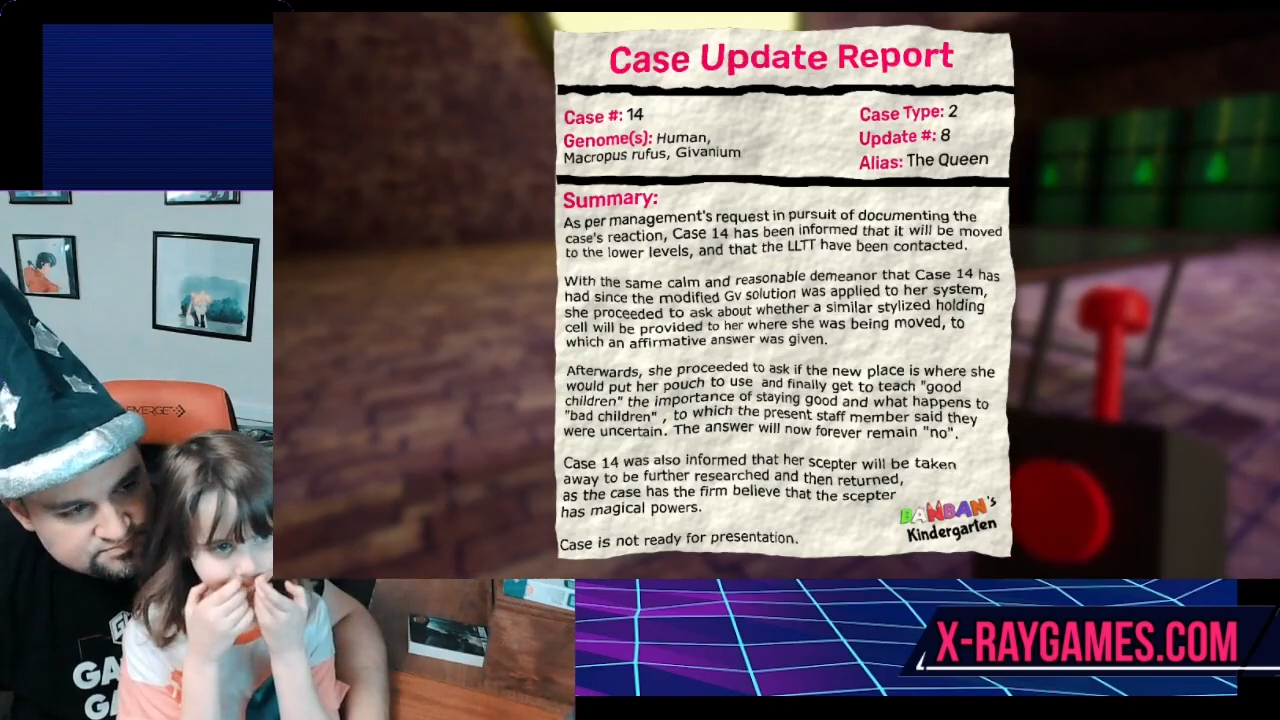 Case Update Report
Case #: 14
Case Type: 2
Genome(s): Human,
Macropus rufus, Givanium
Update #: 8
Alias: The Queen
Summary:
As per management's request in pursuit of documenting the
case's reaction, Case 14 has been informed that it will be moved
to the lower levels, and that the LLTT have been contacted.
With the same calm and reasonable demeanor that Case 14 has
had since the modified Gv solution was applied to her system,
she proceeded to ask about whether a similar stylized holding
cell will be provided to her where she was being moved, to
which an affirmative answer was given.
Afterwards, she proceeded to ask if the new place is where she
would put her pouch to use and finally get to teach "good
children" the importance of staying good and what happens to
"bad children" , to which the present staff member said they
were uncertain. The answer will now forever remain "no".
Case 14 was also informed that her scepter will be taken
away to be further researched and then returned,
as the case has the firm believe that the scepter
has magical powers.
Case is not ready for presentation.
BANBAN's
Kindergarten
X-RAYGAMES.COM